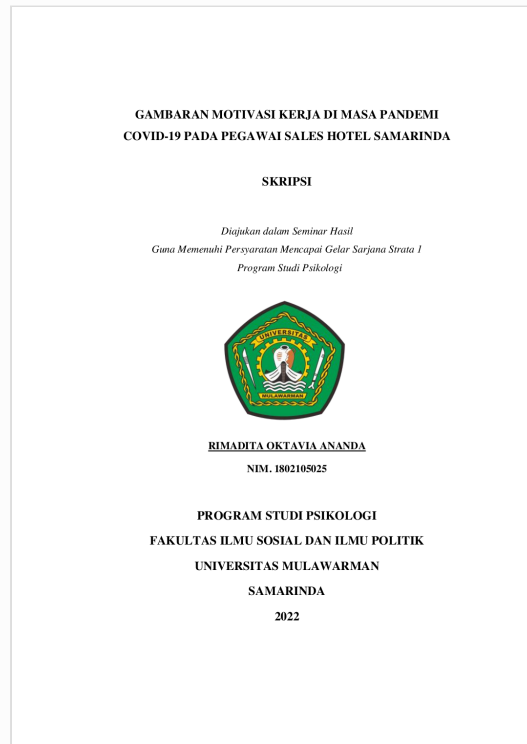 GAMBARAN MOTIVASI KERJA DI MASA PANDEMI
COVID-19 PADA PEGAWAI SALES HOTEL SAMARINDA
SKRIPSI
Diajukan dalam Seminar Hasil
Guna Memenuhi Persyaratan Mencapai Gelar Sarjana Strata 1
Program Studi Psikologi
UNIVERSITAS
MULAWARMAN
RIMADITA OKTAVIA ANANDA
NIM. 1802105025
PROGRAM STUDI PSIKOLOGI
FAKULTAS ILMU SOSIAL DAN ILMU POLITIK
UNIVERSITAS MULAWARMAN
SAMARINDA
2022